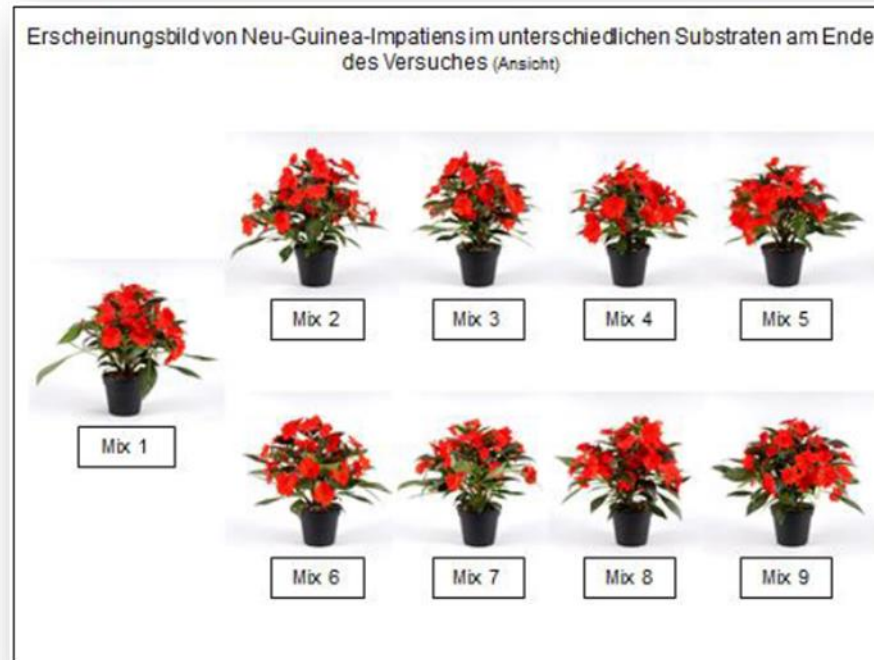 Erscheinungsbild von Neu-Guinea-Impatiens im unterschiedlichen Substraten am Ende
des Versuches (Ansicht)
Mix 2
Mix 3
Mix 4
Mix 5
Mix 1
Mix 6
Mix 7
Mix 8
Mix 9